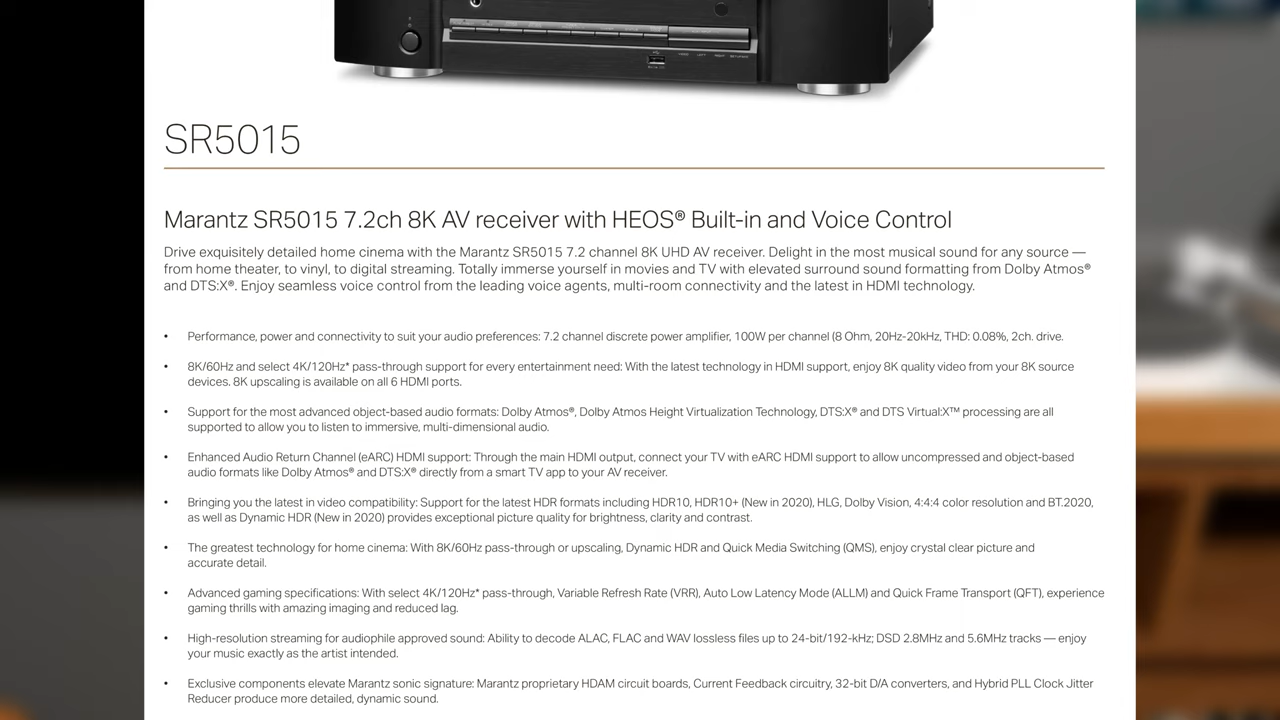 SR5015
Marantz SR5015 7.2ch 8K AV receiver with HEOS® Built-in and Voice Control
Drive exquisitely detailed home cinema with the Marantz SR5015 7.2 channel 8K UHD AV receiver. Delight in the most musical sound for any source —
from home theater, to vinyl, to digital streaming. Totally immerse yourself in movies and TV with elevated surround sound formatting from Dolby Atmos®
and DTS:X®. Enjoy seamless voice control from the leading voice agents, multi-room connectivity and the latest in HDMI technology.
• Performance, power and connectivity to suit your audio preferences: 7.2 channel discrete power amplifier, 100W per channel (8 Ohm, 20Hz-20kHz, THD: 0.08%, 2ch. drive.
• 8K/60Hz and select 4K/120Hz* pass-through support for every entertainment need: With the latest technology in HDMI support, enjoy 8K quality video from your 8K source
devices. 8K upscaling is available on all 6 HDMI ports.
• Support for the most advanced object-based audio formats: Dolby Atmos®, Dolby Atmos Height Virtualization Technology, DTS:X® and DTS Virtual:X™ processing are all
supported to allow you to listen to immersive, multi-dimensional audio.
• Enhanced Audio Return Channel (eARC) HDMI support: Through the main HDMI output, connect your TV with eARC HDMI support to allow uncompressed and object-based
audio formats like Dolby Atmos® and DTS:X® directly from a smart TV app to your AV receiver.
• Bringing you the latest in video compatibility: Support for the latest HDR formats including HDR10, HDR10+ (New in 2020), HLG, Dolby Vision, 4:4:4 color resolution and BT.2020,
as well as Dynamic HDR (New in 2020) provides exceptional picture quality for brightness, clarity and contrast.
• The greatest technology for home cinema: With 8K/60Hz pass-through or upscaling, Dynamic HDR and Quick Media Switching (QMS), enjoy crystal clear picture and
accurate detail.
• Advanced gaming specifications: With select 4K/120Hz* pass-through, Variable Refresh Rate (VRR), Auto Low Latency Mode (ALLM) and Quick Frame Transport (QFT), experience
gaming thrills with amazing imaging and reduced lag.
• High-resolution streaming for audiophile approved sound: Ability to decode ALAC, FLAC and WAV lossless files up to 24-bit/192-kHz; DSD 2.8MHz and 5.6MHz tracks — enjoy
your music exactly as the artist intended.
• Exclusive components elevate Marantz sonic signature: Marantz proprietary HDAM circuit boards, Current Feedback circuitry, 32-bit D/A converters, and Hybrid PLL Clock Jitter
Reducer produce more detailed, dynamic sound.